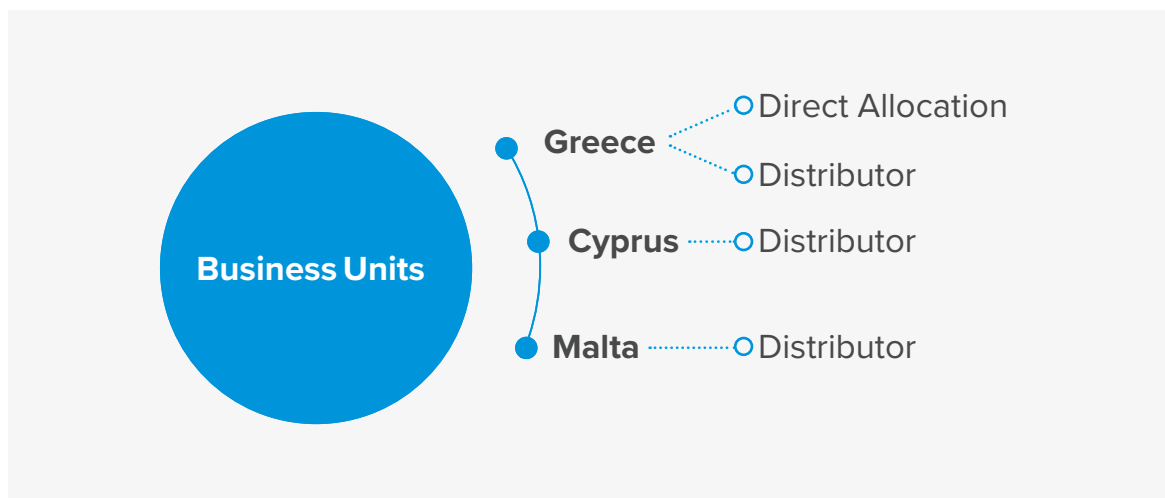 Business Units
Greece
Direct Allocation
Distributor
Cyprus
Distributor
Malta
Distributor